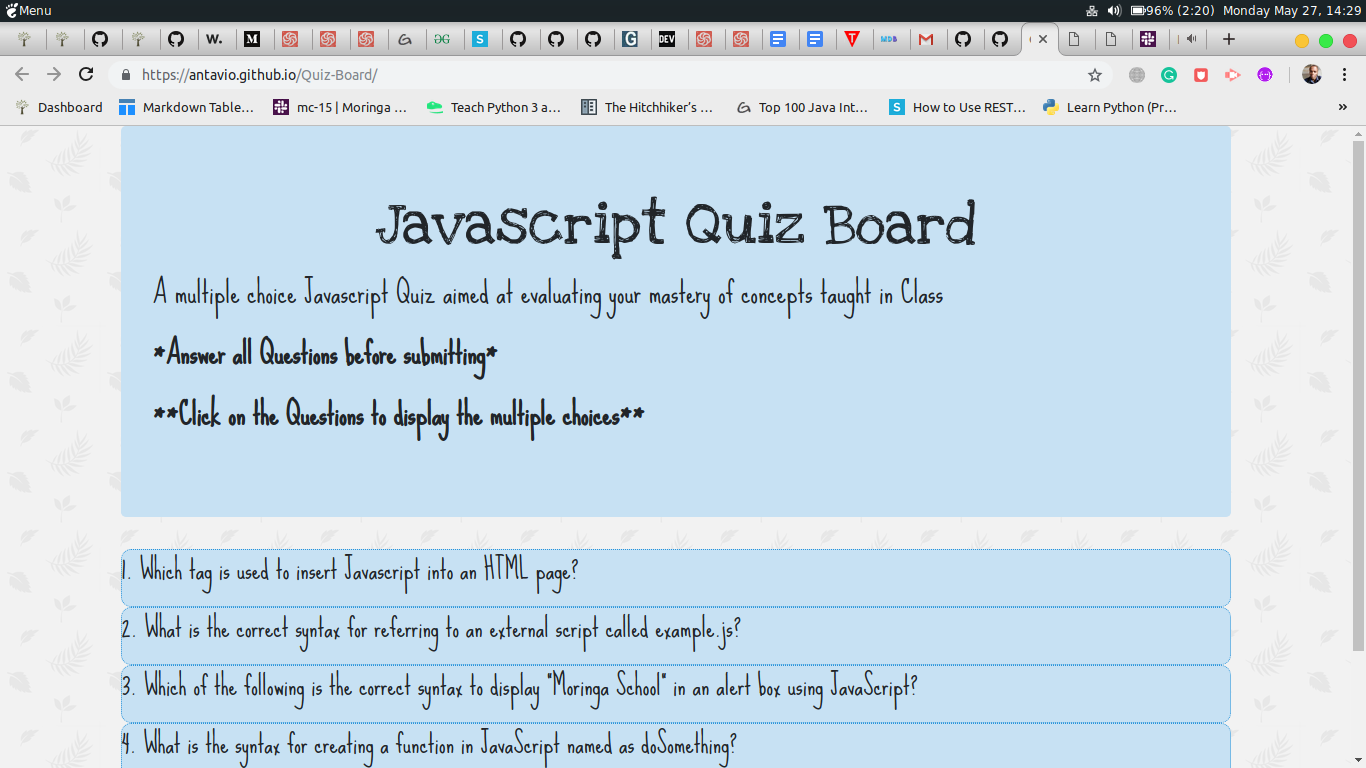 Menu
96% (2:20) Monday May 27, 14:29
https://antavio.github.io/Quiz-Board/
Dashboard Markdown Table... mc-15 | Moringa ... Teach Python 3 a... The Hitchhiker's ... Top 100 Java Int... How to Use REST... Learn Python (Pr... »
Javascript Quiz Board
A multiple choice Javascript Quiz aimed at evaluating your mastery of concepts taught in Class
*Answer all Questions before submitting*
**Click on the Questions to display the multiple choices**
1. Which tag is used to insert Javascript into an HTML page?
2. What is the correct syntax for referring to an external script called example.js?
3. Which of the following is the correct syntax to display "Moringa School" in an alert box using JavaScript?
4. What is the syntax for creating a function in JavaScript named as doSomething?